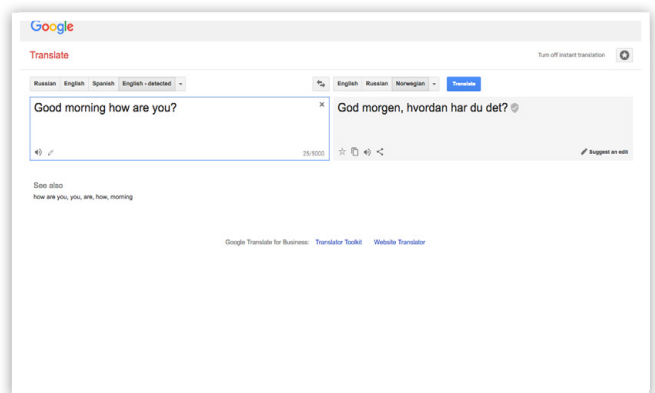 Google
Translate
Turn off instant translation
Russian English Spanish English - detected
English Russian Norwegian Translate
Good morning how are you?
God morgen, hvordan har du det?
25/5000
Suggest an edit
See also
how are you, you, are, how, morning
Google Translate for Business: Translator Toolkit Website Translator